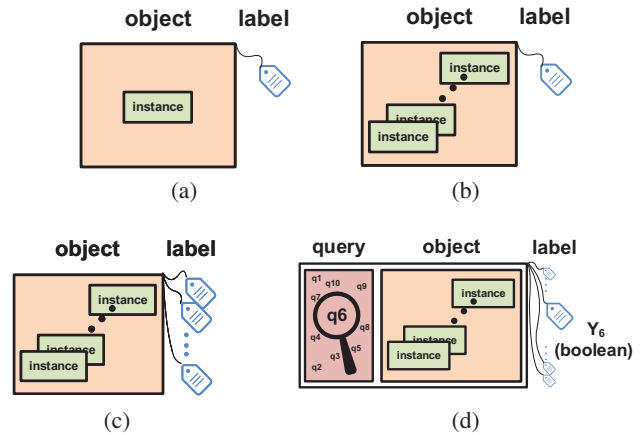 object label
instance
(a)
object label
instance
instance
instance
(b)
object label
instance
instance
instance
(c)
query object label
q1
q10
q9
q7
q6
q8
q4
q5
q3
q2
instance
instance
instance
Y6
(boolean)
(d)